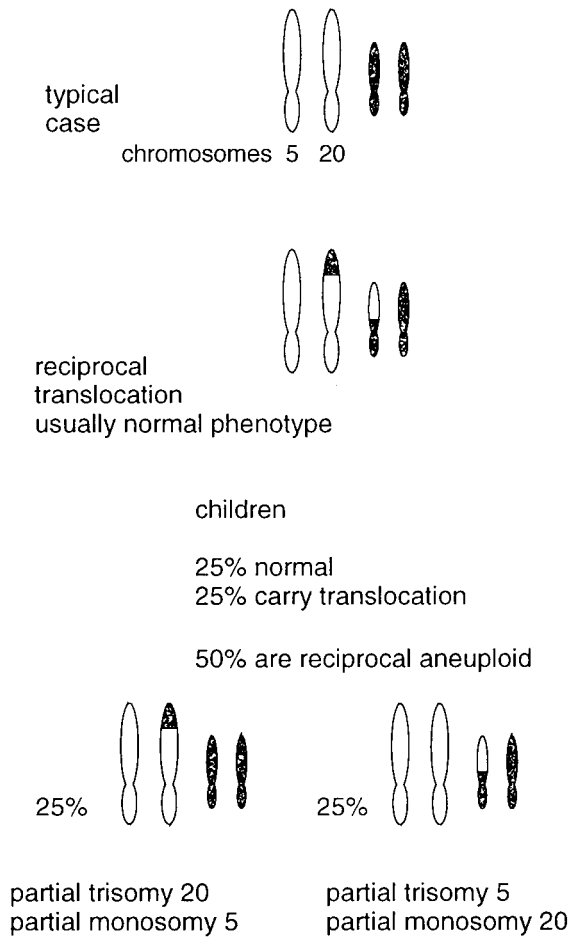 typical
case
chromosomes 5 20
reciprocal
translocation
usually normal phenotype
children
25% normal
25% carry translocation
50% are reciprocal aneuploid
25%
25%
partial trisomy 20
partial monosomy 5
partial trisomy 5
partial monosomy 20